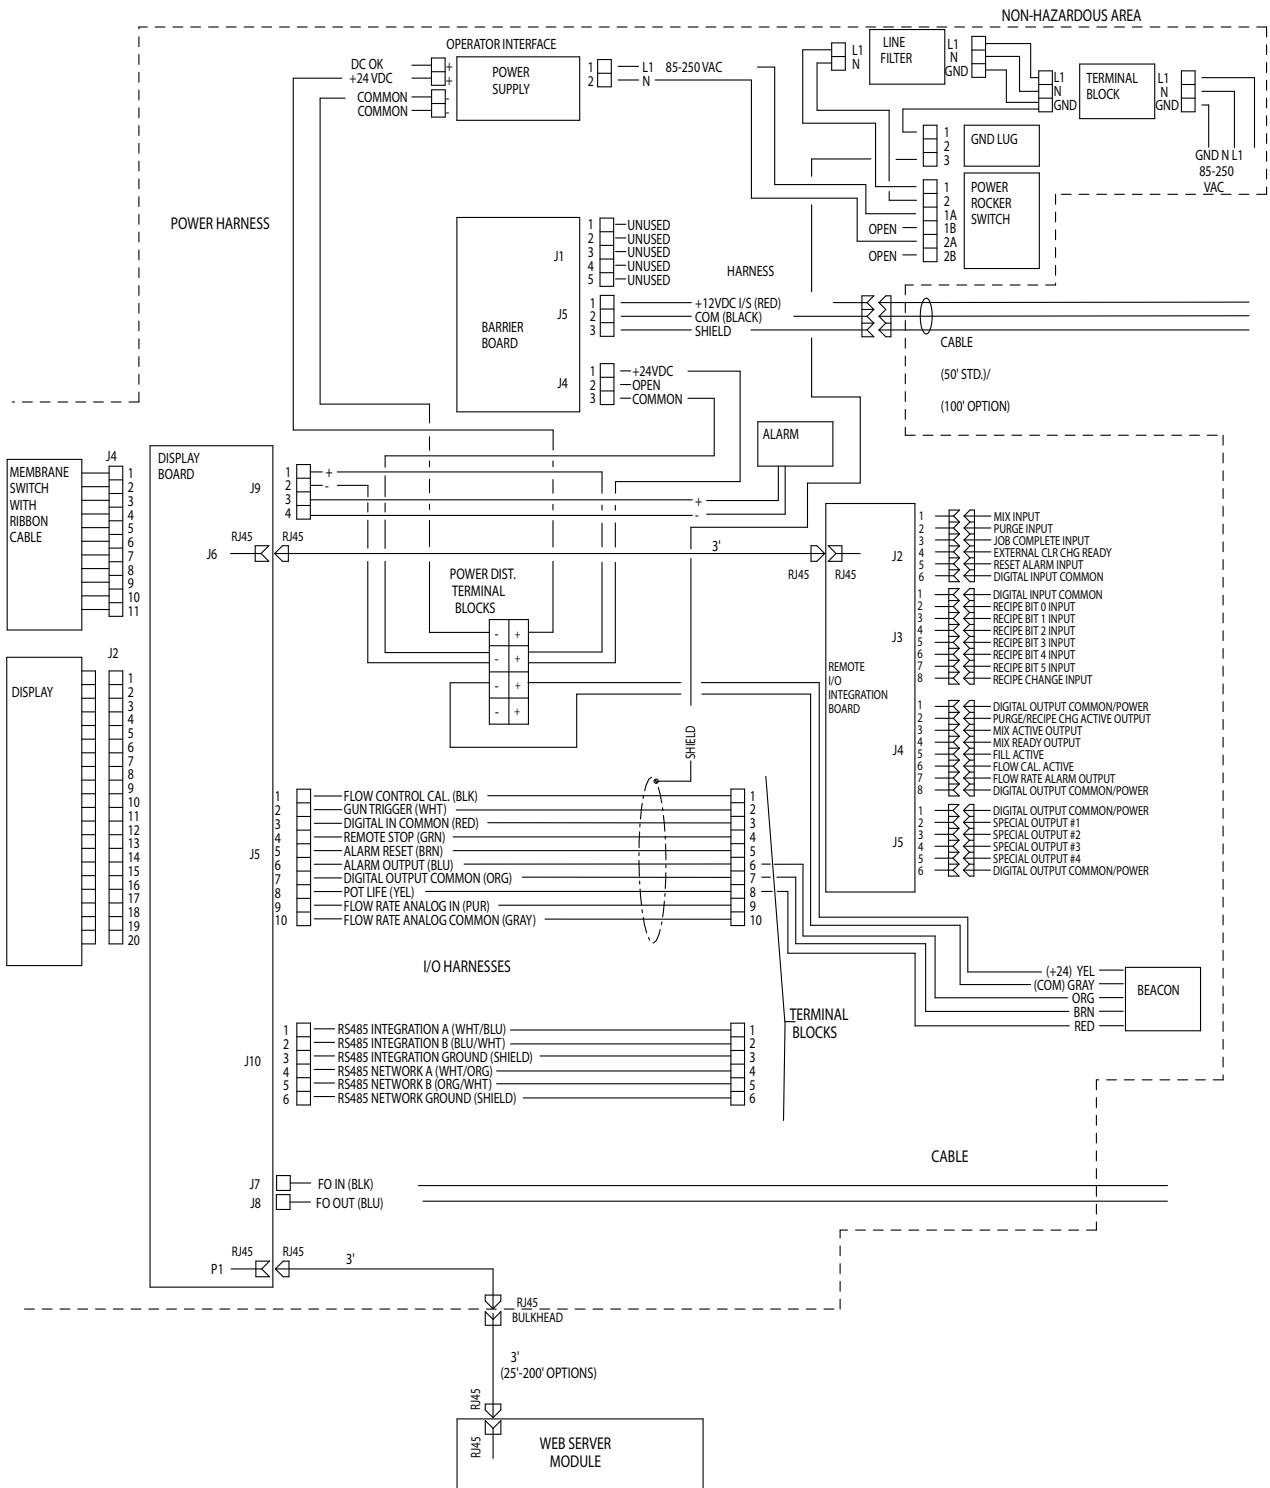 NON-HAZARDOUS AREA
OPERATOR INTERFACE
DC OK
+24 VDC
COMMON
COMMON
+
+
-
-
POWER
SUPPLY
1
2
L1 85-250 VAC
N
L1
N
LINE
FILTER
L1
N
GND
L1
N
GND
TERMINAL
BLOCK
L1
N
GND
GND N L1
85-250
VAC
1
2
3
GND LUG
1
2
1A
1B
2A
2B
POWER
ROCKER
SWITCH
OPEN
OPEN
POWER HARNESS
BARRIER
BOARD
J1
1 UNUSED
2 UNUSED
3 UNUSED
4 UNUSED
5 UNUSED
HARNESS
J5
1 +12VDC I/S (RED)
2 COM (BLACK)
3 SHIELD
J4
1 +24VDC
2 OPEN
3 COMMON
CABLE
(50' STD.)/
(100' OPTION)
ALARM
MEMBRANE
SWITCH
WITH
RIBBON
CABLE
J4
1
2
3
4
5
6
7
8
9
10
11
DISPLAY
BOARD
J9
1 +
2 -
3
4
+
-
J6
RJ45
RJ45
3'
RJ45
RJ45
POWER DIST.
TERMINAL
BLOCKS
- +
- +
- +
- +
DISPLAY
J2
1
2
3
4
5
6
7
8
9
10
11
12
13
14
15
16
17
18
19
20
REMOTE
I/O
INTEGRATION
BOARD
J2
1 MIX INPUT
2 PURGE INPUT
3 JOB COMPLETE INPUT
4 EXTERNAL CLR CHG READY
5 RESET ALARM INPUT
6 DIGITAL INPUT COMMON
J3
1 DIGITAL INPUT COMMON
2 RECIPE BIT 0 INPUT
3 RECIPE BIT 1 INPUT
4 RECIPE BIT 2 INPUT
5 RECIPE BIT 3 INPUT
6 RECIPE BIT 4 INPUT
7 RECIPE BIT 5 INPUT
8 RECIPE CHANGE INPUT
J4
1 DIGITAL OUTPUT COMMON/POWER
2 PURGE/RECIPE CHG ACTIVE OUTPUT
3 MIX ACTIVE OUTPUT
4 MIX READY OUTPUT
5 FILL ACTIVE
6 FLOW CAL. ACTIVE
7 FLOW RATE ALARM OUTPUT
8 DIGITAL OUTPUT COMMON/POWER
J5
1 DIGITAL OUTPUT COMMON/POWER
2 SPECIAL OUTPUT #1
3 SPECIAL OUTPUT #2
4 SPECIAL OUTPUT #3
5 SPECIAL OUTPUT #4
6 DIGITAL OUTPUT COMMON/POWER
SHIELD
J5
1 FLOW CONTROL CAL. (BLK) 1
2 GUN TRIGGER (WHT) 2
3 DIGITAL IN COMMON (RED) 3
4 REMOTE STOP (GRN) 4
5 ALARM RESET (BRN) 5
6 ALARM OUTPUT (BLU) 6
7 DIGITAL OUTPUT COMMON (ORG) 7
8 POT LIFE (YEL) 8
9 FLOW RATE ANALOG IN (PUR) 9
10 FLOW RATE ANALOG COMMON (GRAY) 10
I/O HARNESSES
(+24) YEL
(COM) GRAY
ORG
BRN
RED
BEACON
TERMINAL
BLOCKS
J10
1 RS485 INTEGRATION A (WHT/BLU) 1
2 RS485 INTEGRATION B (BLU/WHT) 2
3 RS485 INTEGRATION GROUND (SHIELD) 3
4 RS485 NETWORK A (WHT/ORG) 4
5 RS485 NETWORK B (ORG/WHT) 5
6 RS485 NETWORK GROUND (SHIELD) 6
CABLE
J7 FO IN (BLK)
J8 FO OUT (BLU)
P1
RJ45
RJ45
3'
RJ45
BULKHEAD
3'
(25'-200' OPTIONS)
RJ45
RJ45
WEB SERVER
MODULE